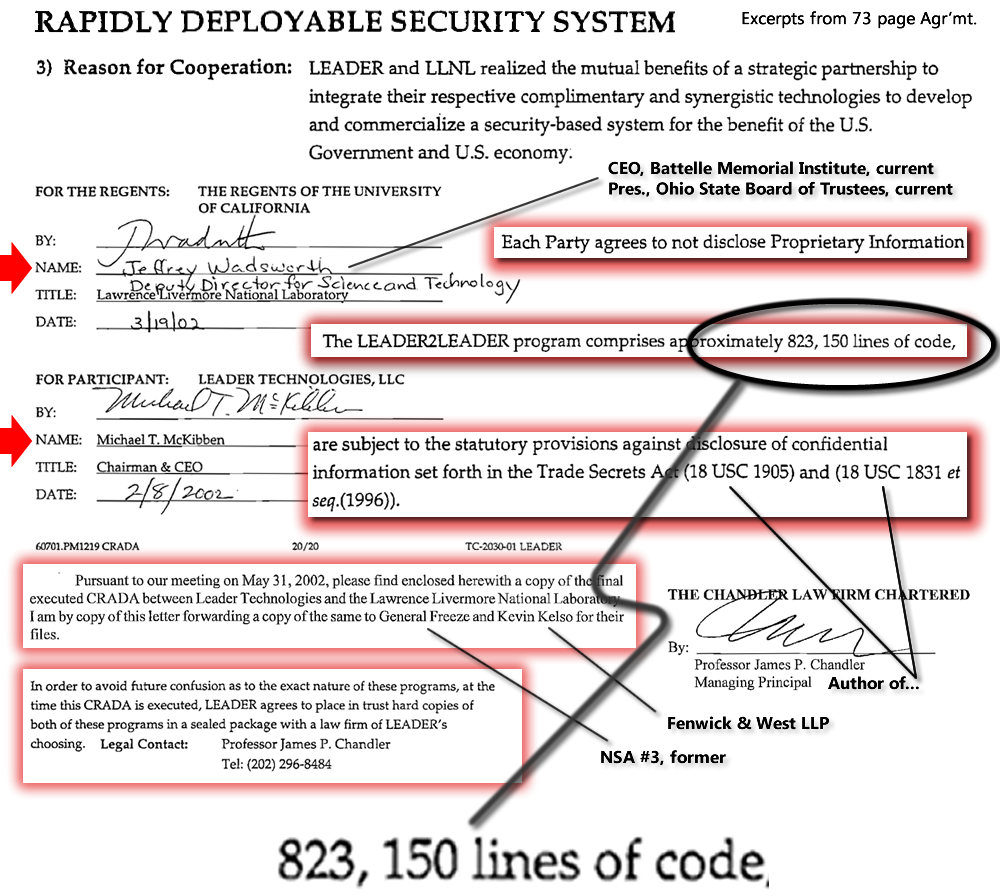 RAPIDLY DEPLOYABLE SECURITY SYSTEM
Excerpts from 73 page Agr'mt.
3) Reason for Cooperation: LEADER and LLNL realized the mutual benefits of a strategic partnership to
integrate their respective complimentary and synergistic technologies to develop
and commercialize a security-based system for the benefit of the U.S.
Government and U.S. economy.
CEO, Battelle Memorial Institute, current
Pres., Ohio State Board of Trustees, current
FOR THE REGENTS: THE REGENTS OF THE UNIVERSITY
OF CALIFORNIA
BY:
NAME: Jeffrey Wadsworth
Deputy Director for Science and Technology
TITLE: Lawrence Livermore National Laboratory
DATE: 3/19/02
Each Party agrees to not disclose Proprietary Information
The LEADER2LEADER program comprises approximately 823, 150 lines of code,
FOR PARTICIPANT: LEADER TECHNOLOGIES, LLC
BY: Michael T. McKibben
NAME: Michael T. McKibben
TITLE: Chairman & CEO
DATE: 2/8/2002
are subject to the statutory provisions against disclosure of confidential
information set forth in the Trade Secrets Act (18 USC 1905) and (18 USC 1831 et
seq.(1996)).
60701.PM1219 CRADA 20/20 TC-2030-01 LEADER
Pursuant to our meeting on May 31, 2002, please find enclosed herewith a copy of the final
executed CRADA between Leader Technologies and the Lawrence Livermore National Laboratory.
I am by copy of this letter forwarding a copy of the same to General Freeze and Kevin Kelso for their
files.
THE CHANDLER LAW FIRM CHARTERED
By:
Professor James P. Chandler
Managing Principal
Author of...
In order to avoid future confusion as to the exact nature of these programs, at the
time this CRADA is executed, LEADER agrees to place in trust hard copies of
both of these programs in a sealed package with a law firm of LEADER's
choosing. Legal Contact: Professor James P. Chandler
Tel: (202) 296-8484
Fenwick & West LLP
NSA #3, former
823, 150 lines of code,